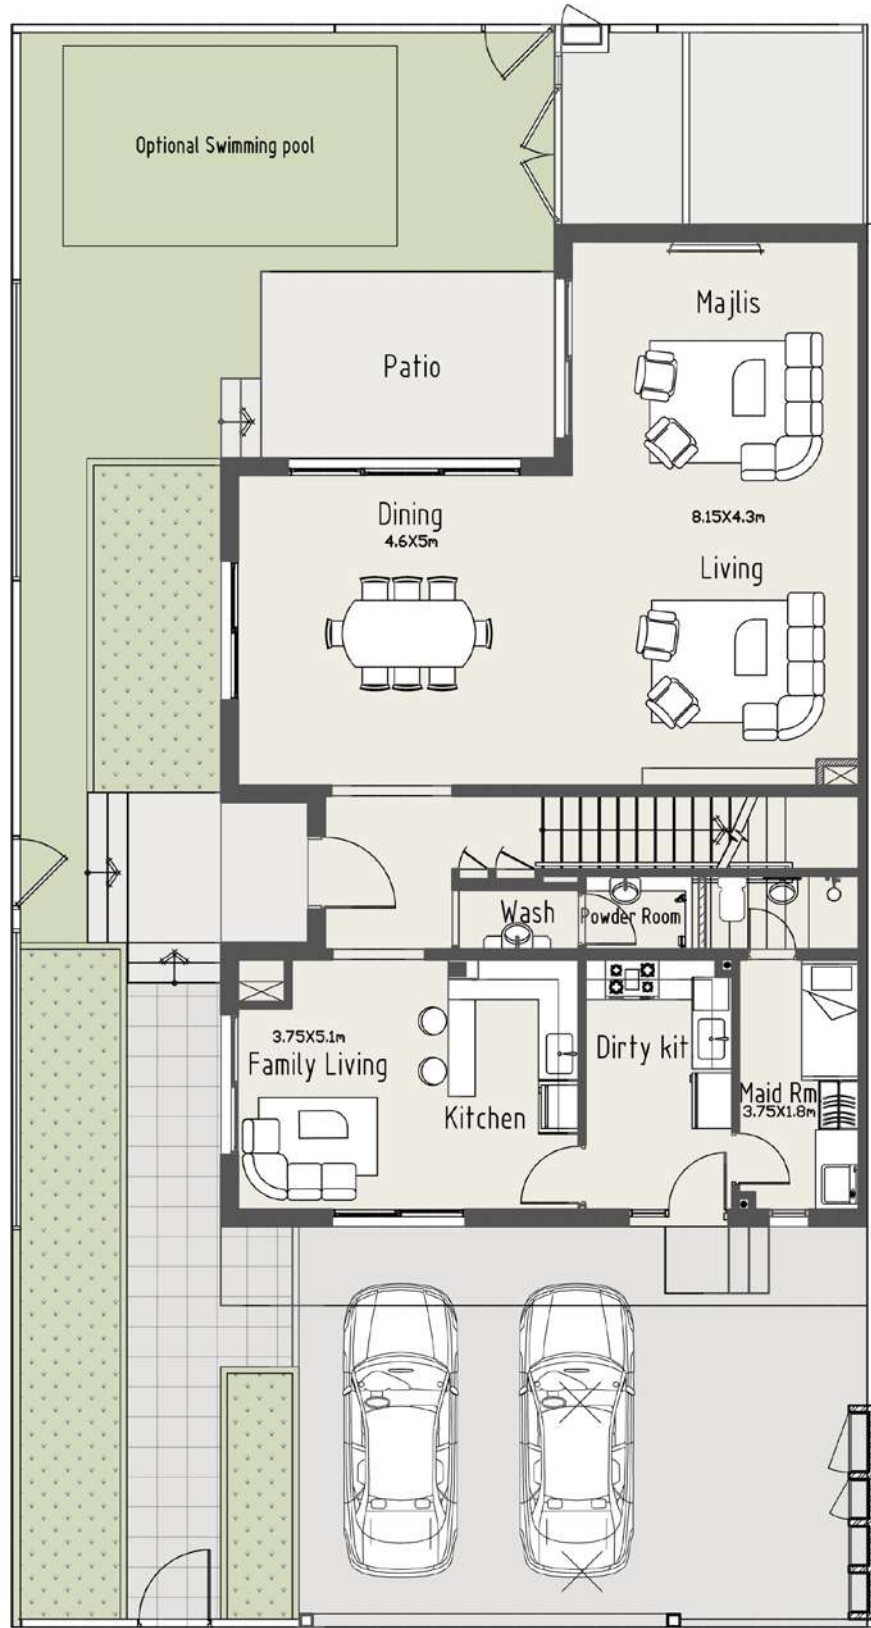 Optional Swimming pool
Majlis
Patio
Dining
4.6X5m
8.15X4.3m
Living
Wash
Powder Room
3.75X5.1m
Family Living
Dirty kit
Kitchen
Maid Rm
3.75X1.8m